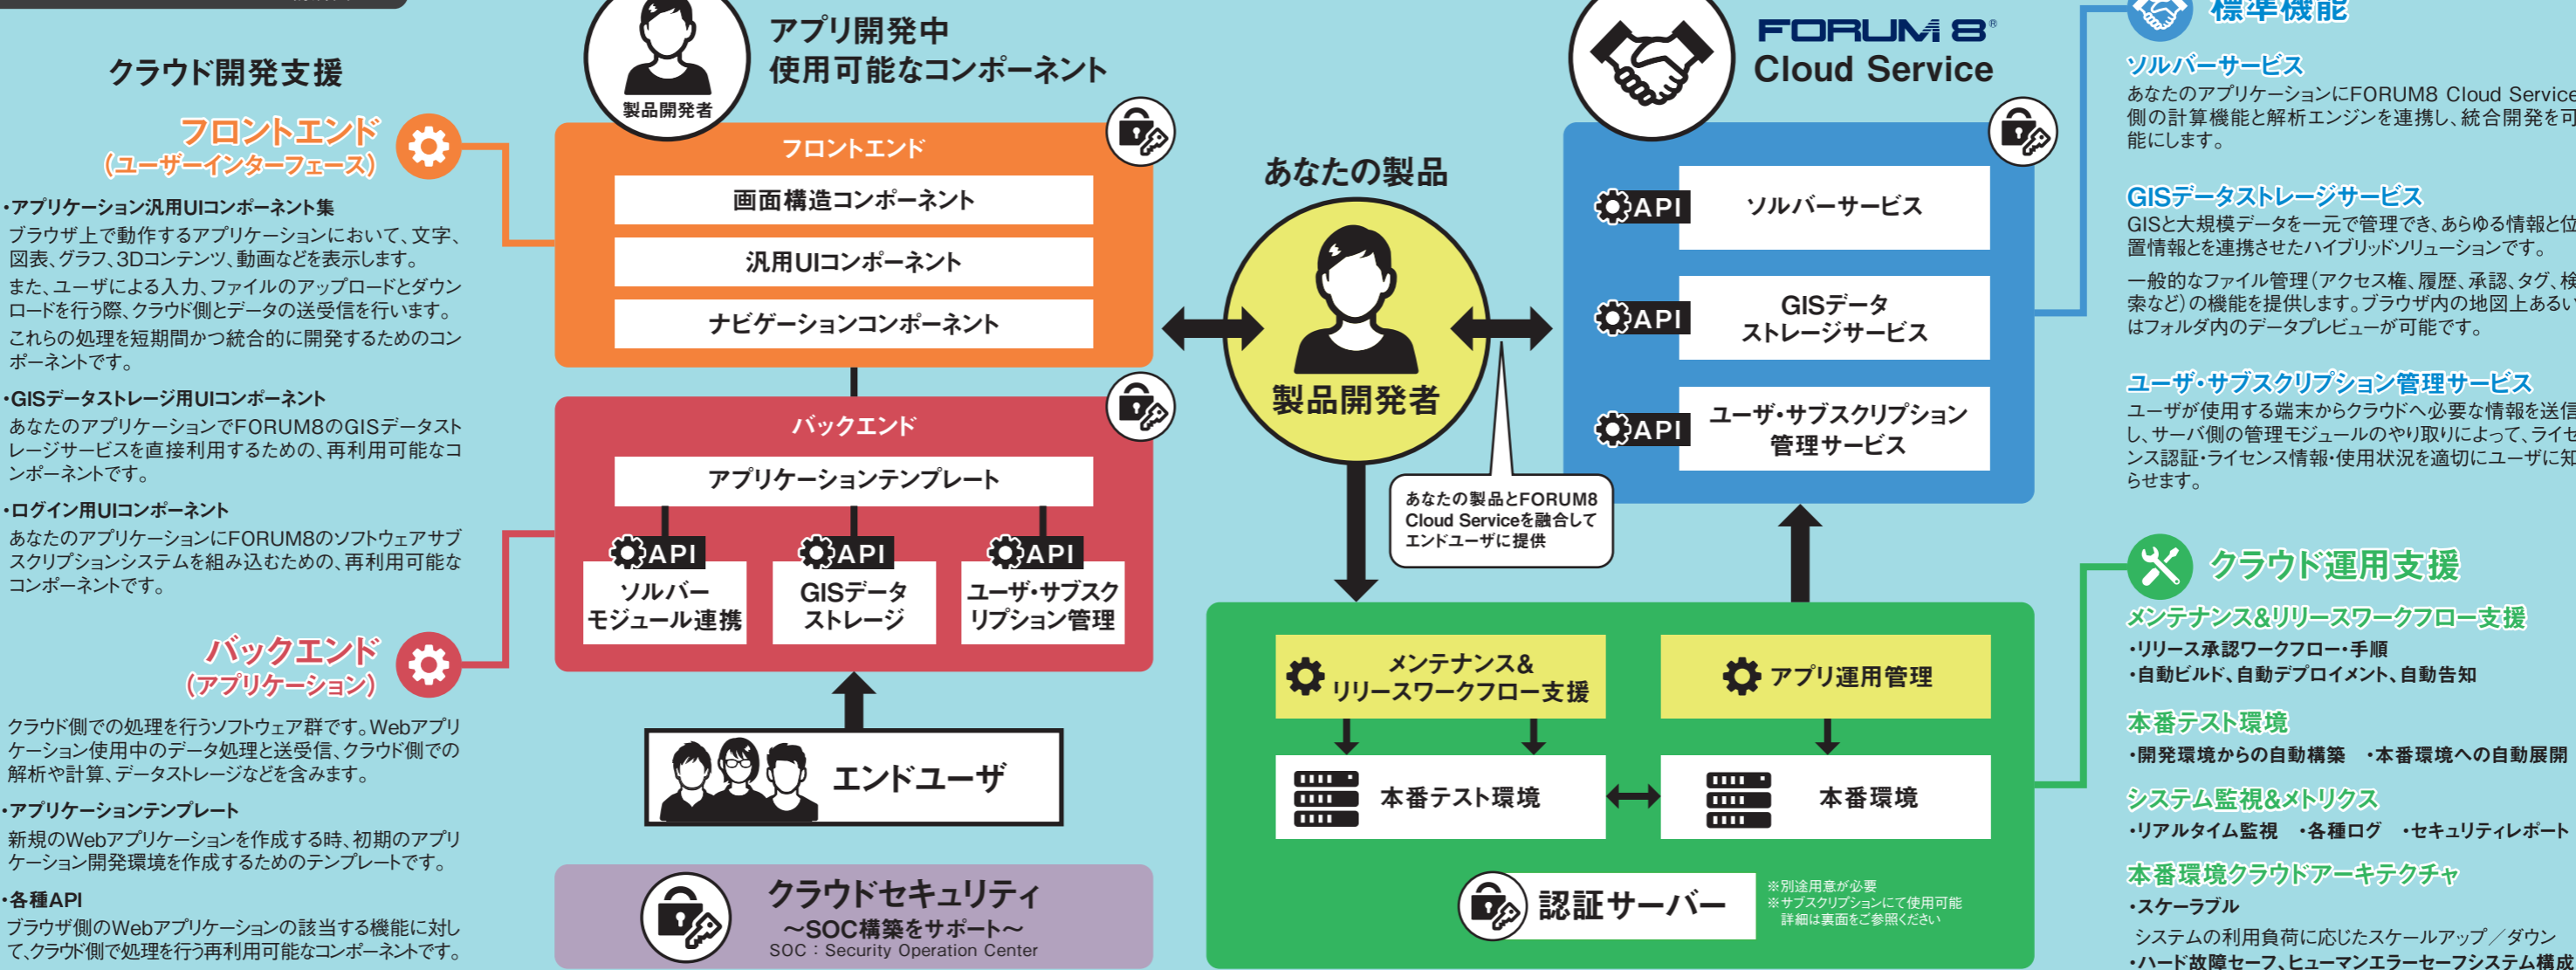 クラウド開発支援
フロントエンド
(ユーザーインターフェース)
・アプリケーション汎用UIコンポーネント集
ブラウザ上で動作するアプリケーションにおいて、文字、
図表、グラフ、3Dコンテンツ、動画などを表示します。
また、ユーザによる入力、ファイルのアップロードとダウン
ロードを行う際、クラウド側とデータの送受信を行います。
これらの処理を短期間かつ統合的に開発するためのコン
ポーネントです。
・GISデータストレージ用UIコンポーネント
あなたのアプリケーションでFORUM8のGISデータスト
レージサービスを直接利用するための、再利用可能なコ
ンポーネントです。
・ログイン用UIコンポーネント
あなたのアプリケーションにFORUM8のソフトウェアサブ
スクリプションシステムを組み込むための、再利用可能な
コンポーネントです。
バックエンド
(アプリケーション)
クラウド側での処理を行うソフトウェア群です。Webアプリ
ケーション使用中のデータ処理と送受信、クラウド側での
解析や計算、データストレージなどを含みます。
・アプリケーションテンプレート
新規のWebアプリケーションを作成する時、初期のアプリ
ケーション開発環境を作成するためのテンプレートです。
・各種API
ブラウザ側のWebアプリケーションの該当する機能に対し
て、クラウド側で処理を行う再利用可能なコンポーネントです。
製品開発者
アプリ開発中
使用可能なコンポーネント
フロントエンド
画面構造コンポーネント
汎用UIコンポーネント
ナビゲーションコンポーネント
バックエンド
アプリケーションテンプレート
API
ソルバー
モジュール連携
API
GISデータ
ストレージ
API
ユーザ・サブスク
リプション管理
エンドユーザ
クラウドセキュリティ
～SOC構築をサポート～
SOC：Security Operation Center
あなたの製品
製品開発者
あなたの製品とFORUM8
Cloud Serviceを融合して
エンドユーザに提供
FORUM 8®
Cloud Service
API
ソルバーサービス
API
GISデータ
ストレージサービス
API
ユーザ・サブスクリプション
管理サービス
メンテナンス&
リリースワークフロー支援
アプリ運用管理
本番テスト環境
本番環境
認証サーバー
※別途用意が必要
※サブスクリプションにて使用可能
詳細は裏面をご参照ください
標準機能
ソルバーサービス
あなたのアプリケーションにFORUM8 Cloud Service
側の計算機能と解析エンジンを連携し、統合開発を可
能にします。
GISデータストレージサービス
GISと大規模データを一元で管理でき、あらゆる情報と位
置情報とを連携させたハイブリッドソリューションです。
一般的なファイル管理(アクセス権、履歴、承認、タグ、検
索など)の機能を提供します。ブラウザ内の地図上あるい
はフォルダ内のデータプレビューが可能です。
ユーザ・サブスクリプション管理サービス
ユーザが使用する端末からクラウドへ必要な情報を送信
し、サーバ側の管理モジュールのやり取りによって、ライセ
ンス認証・ライセンス情報・使用状況を適切にユーザに知
らせます。
クラウド運用支援
メンテナンス&リリースワークフロー支援
・リリース承認ワークフロー・手順
・自動ビルド、自動デプロイメント、自動告知
本番テスト環境
・開発環境からの自動構築 ・本番環境への自動展開
システム監視&メトリクス
・リアルタイム監視 ・各種ログ ・セキュリティレポート
本番環境クラウドアーキテクチャ
・スケーラブル
システムの利用負荷に応じたスケールアップ／ダウン
・ハード故障セーフ、ヒューマンエラーセーフシステム構成